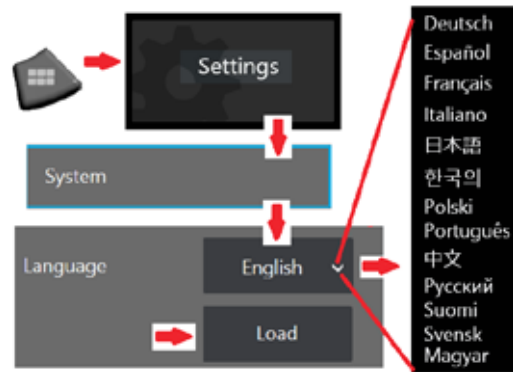 Settings
System
Language
English
Load
Deutsch
Español
Français
Italiano
日本語
한국의
Polski
Português
中文
Русский
Suomi
Svensk
Magyar